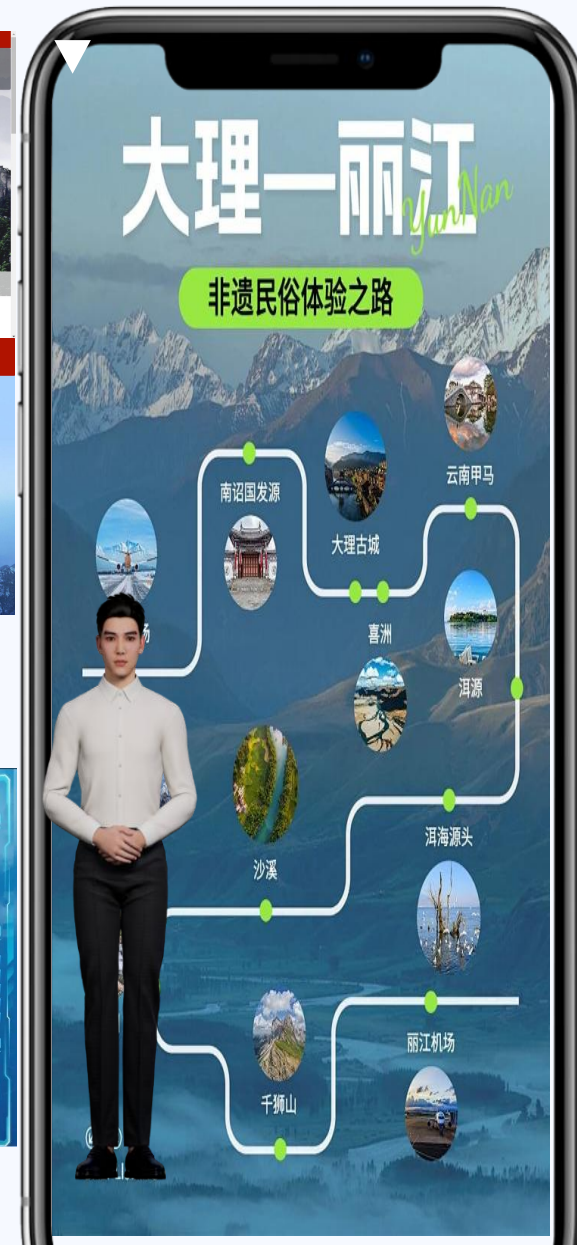 大理—丽江
YunNan
非遗民俗体验之路
云南甲马
南诏国发源
大理古城
场
喜洲
洱源
洱海源头
沙溪
丽江机场
千狮山